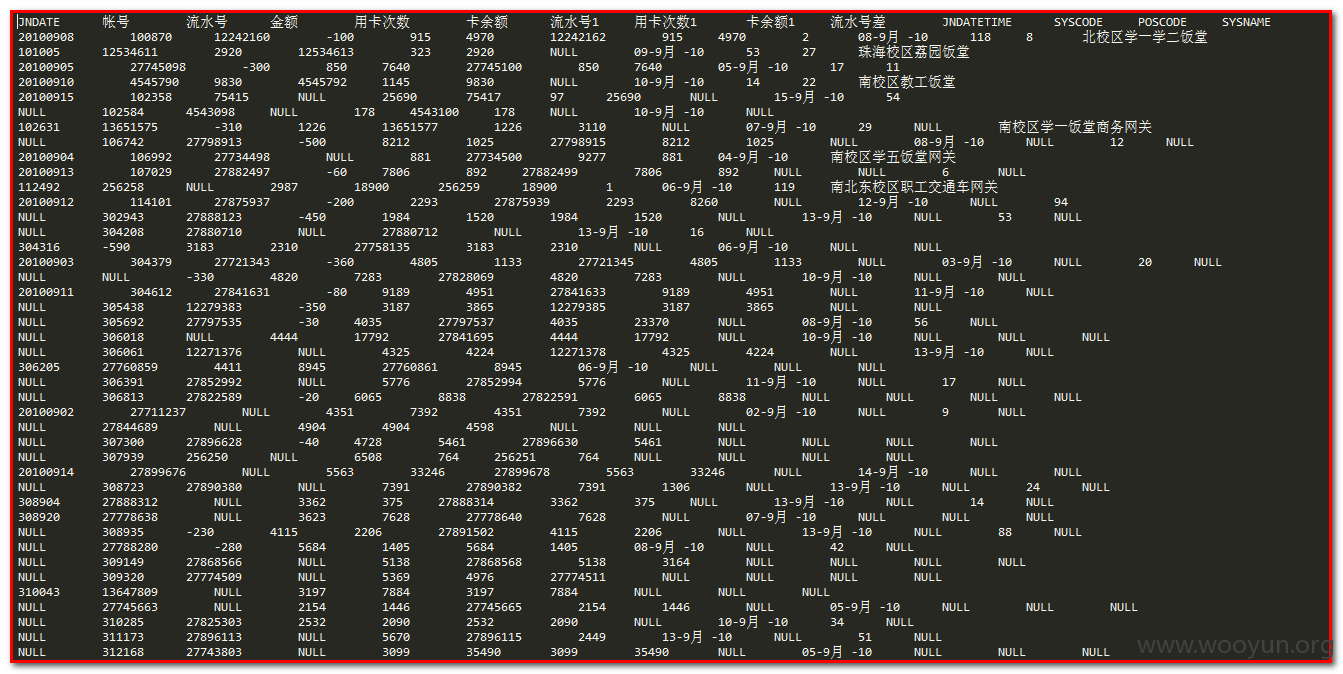 JNDATE 帐号 流水号 金额 用卡次数 卡余额 流水号1 用卡次数1 卡余额1 流水号差 JNDATETIME SYSCODE POSCODE SYSNAME
20100908 100870 12242160 -100 915 4970 12242162 915 4970 2 08-9月 -10 118 8 北校区学一学二饭堂
101005 12534611 2920 12534613 323 2920 NULL 09-9月 -10 53 27 珠海校区荔园饭堂
20100905 27745098 -300 850 7640 27745100 850 7640 05-9月 -10 17 11
20100910 4545790 9830 4545792 1145 9830 NULL 10-9月 -10 14 22 南校区教工饭堂
20100915 102358 75415 NULL 25690 75417 97 25690 NULL 15-9月 -10 54
NULL 102584 4543098 NULL 178 4543100 178 NULL 10-9月 -10 NULL
102631 13651575 -310 1226 13651577 1226 3110 NULL 07-9月 -10 29 NULL 南校区学一饭堂商务网关
NULL 106742 27798913 -500 8212 1025 27798915 8212 1025 NULL 08-9月 -10 NULL 12 NULL
20100904 106992 27734498 NULL 881 27734500 9277 881 04-9月 -10 南校区学五饭堂网关
20100913 107029 27882497 -60 7806 892 27882499 7806 892 NULL NULL 6 NULL
112492 256258 NULL 2987 18900 256259 18900 1 06-9月 -10 119 南北东校区职工交通车网关
20100912 114101 27875937 -200 2293 27875939 2293 8260 NULL 12-9月 -10 NULL 94
NULL 302943 27888123 -450 1984 1520 1984 1520 NULL 13-9月 -10 NULL 53 NULL
NULL 304208 27880710 NULL 27880712 NULL 13-9月 -10 16 NULL
304316 -590 3183 2310 27758135 3183 2310 NULL 06-9月 -10 NULL NULL
20100903 304379 27721343 -360 4805 1133 27721345 4805 1133 NULL 03-9月 -10 NULL 20 NULL
NULL NULL -330 4820 7283 27828069 4820 7283 NULL 10-9月 -10 NULL NULL
20100911 304612 27841631 -80 9189 4951 27841633 9189 4951 NULL 11-9月 -10 NULL
NULL 305438 12279383 -350 3187 3865 12279385 3187 3865 NULL NULL NULL
NULL 305692 27797535 -30 4035 27797537 4035 23370 NULL 08-9月 -10 56 NULL
NULL 306018 NULL 4444 17792 27841695 4444 17792 NULL 10-9月 -10 NULL NULL NULL
NULL 306061 12271376 NULL 4325 4224 12271378 4325 4224 NULL 13-9月 -10 NULL
306205 27760859 4411 8945 27760861 8945 06-9月 -10 NULL NULL NULL
NULL 306391 27852992 NULL 5776 27852994 5776 NULL 11-9月 -10 NULL 17 NULL
NULL 306813 27822589 -20 6065 8838 27822591 6065 8838 NULL NULL NULL NULL
20100902 27711237 NULL 4351 7392 4351 7392 NULL 02-9月 -10 NULL 9 NULL
NULL 27844689 NULL 4904 4904 4598 NULL NULL NULL
NULL 307300 27896628 -40 4728 5461 27896630 5461 NULL NULL NULL NULL
NULL 307939 256250 NULL 6508 764 256251 764 NULL NULL NULL NULL
20100914 27899676 NULL 5563 33246 27899678 5563 33246 NULL 14-9月 -10 NULL NULL
NULL 308723 27890380 NULL 7391 27890382 7391 1306 NULL 13-9月 -10 NULL 24 NULL
308904 27888312 NULL 3362 375 27888314 3362 375 NULL 13-9月 -10 NULL 14 NULL
308920 27778638 NULL 3623 7628 27778640 7628 NULL 07-9月 -10 NULL NULL NULL
NULL 308935 -230 4115 2206 27891502 4115 2206 NULL 13-9月 -10 NULL 88 NULL
NULL 27788280 -280 5684 1405 5684 1405 08-9月 -10 NULL 42 NULL
NULL 309149 27868566 NULL 5138 27868568 5138 3164 NULL NULL NULL NULL
NULL 309320 27774509 NULL 5369 4976 27774511 NULL NULL NULL NULL
310043 13647809 NULL 3197 7884 3197 7884 NULL NULL NULL
NULL 27745663 NULL 2154 1446 27745665 2154 1446 NULL 05-9月 -10 NULL NULL NULL
NULL 310285 27825303 2532 2090 2532 2090 NULL 10-9月 -10 34 NULL
NULL 311173 27896113 NULL 5670 27896115 2449 13-9月 -10 NULL 51 NULL
NULL 312168 27743803 NULL 3099 35490 3099 35490 NULL 05-9月 -10 NULL NULL NULL
www.wooyun.org